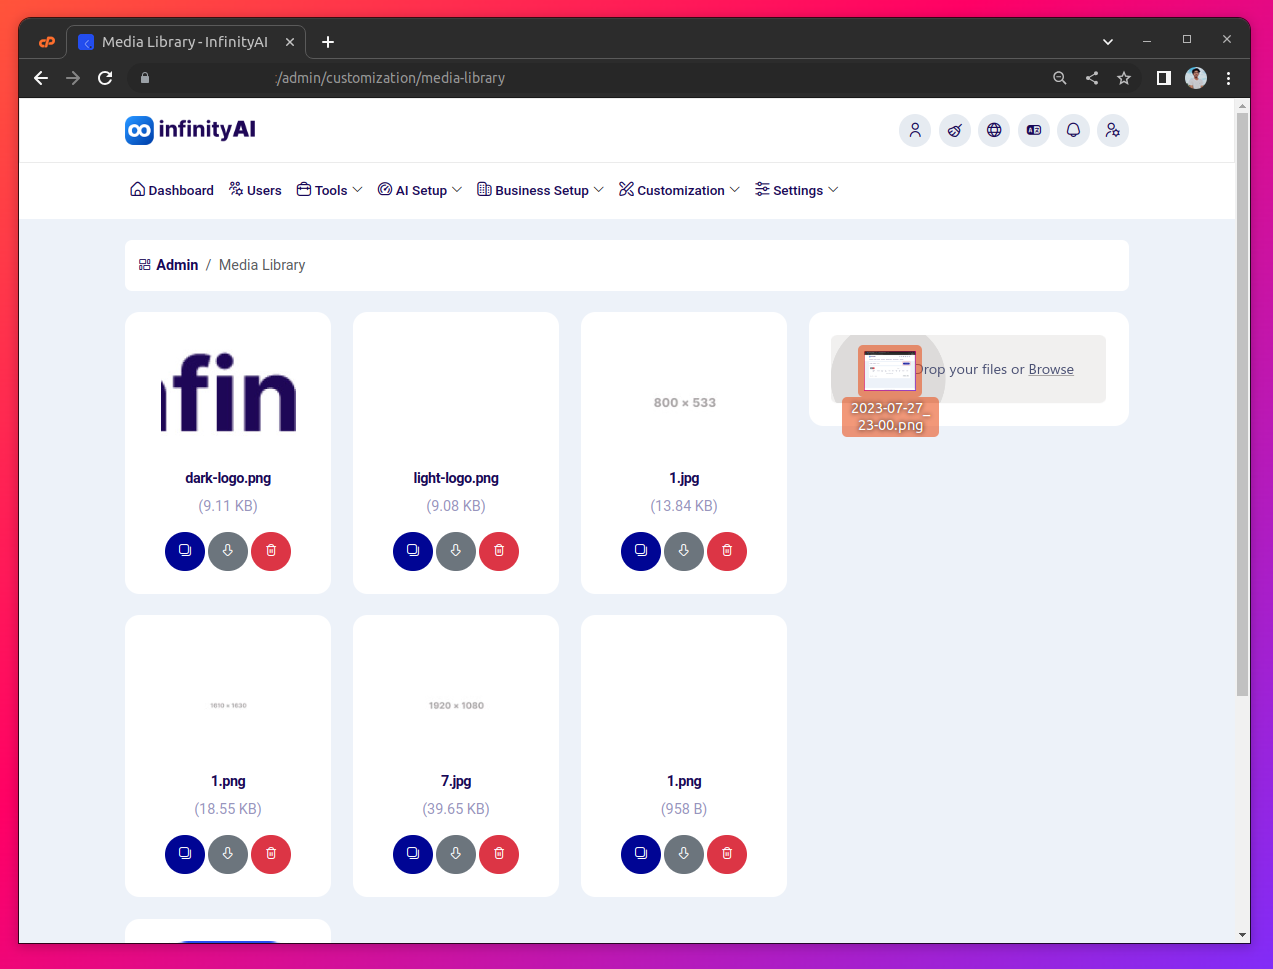 Media Library - InfinityAI
:/admin/customization/media-library
infinityAI
Dashboard Users Tools AI Setup Business Setup Customization Settings
Admin / Media Library
fin
800 × 533
Drop your files or Browse
2023-07-27_
23-00.png
dark-logo.png
(9.11 KB)
light-logo.png
(9.08 KB)
1.jpg
(13.84 KB)
1920 × 1080
1.png
(18.55 KB)
7.jpg
(39.65 KB)
1.png
(958 B)